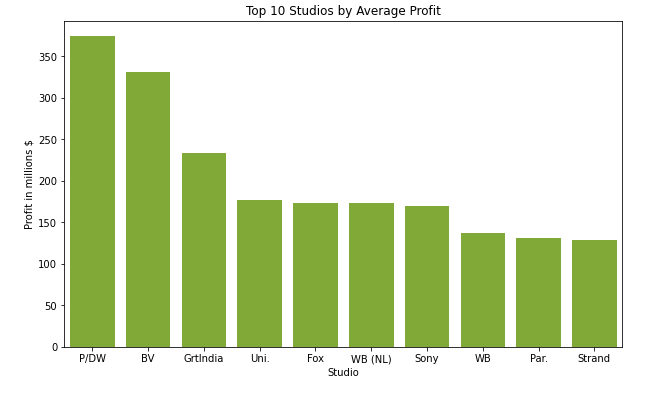 Top 10 Studios by Average Profit
Profit in millions $
350
300
250
200
150
100
50
0
P/DW BV GrtIndia Uni. Fox WB (NL) Sony WB Par. Strand
Studio